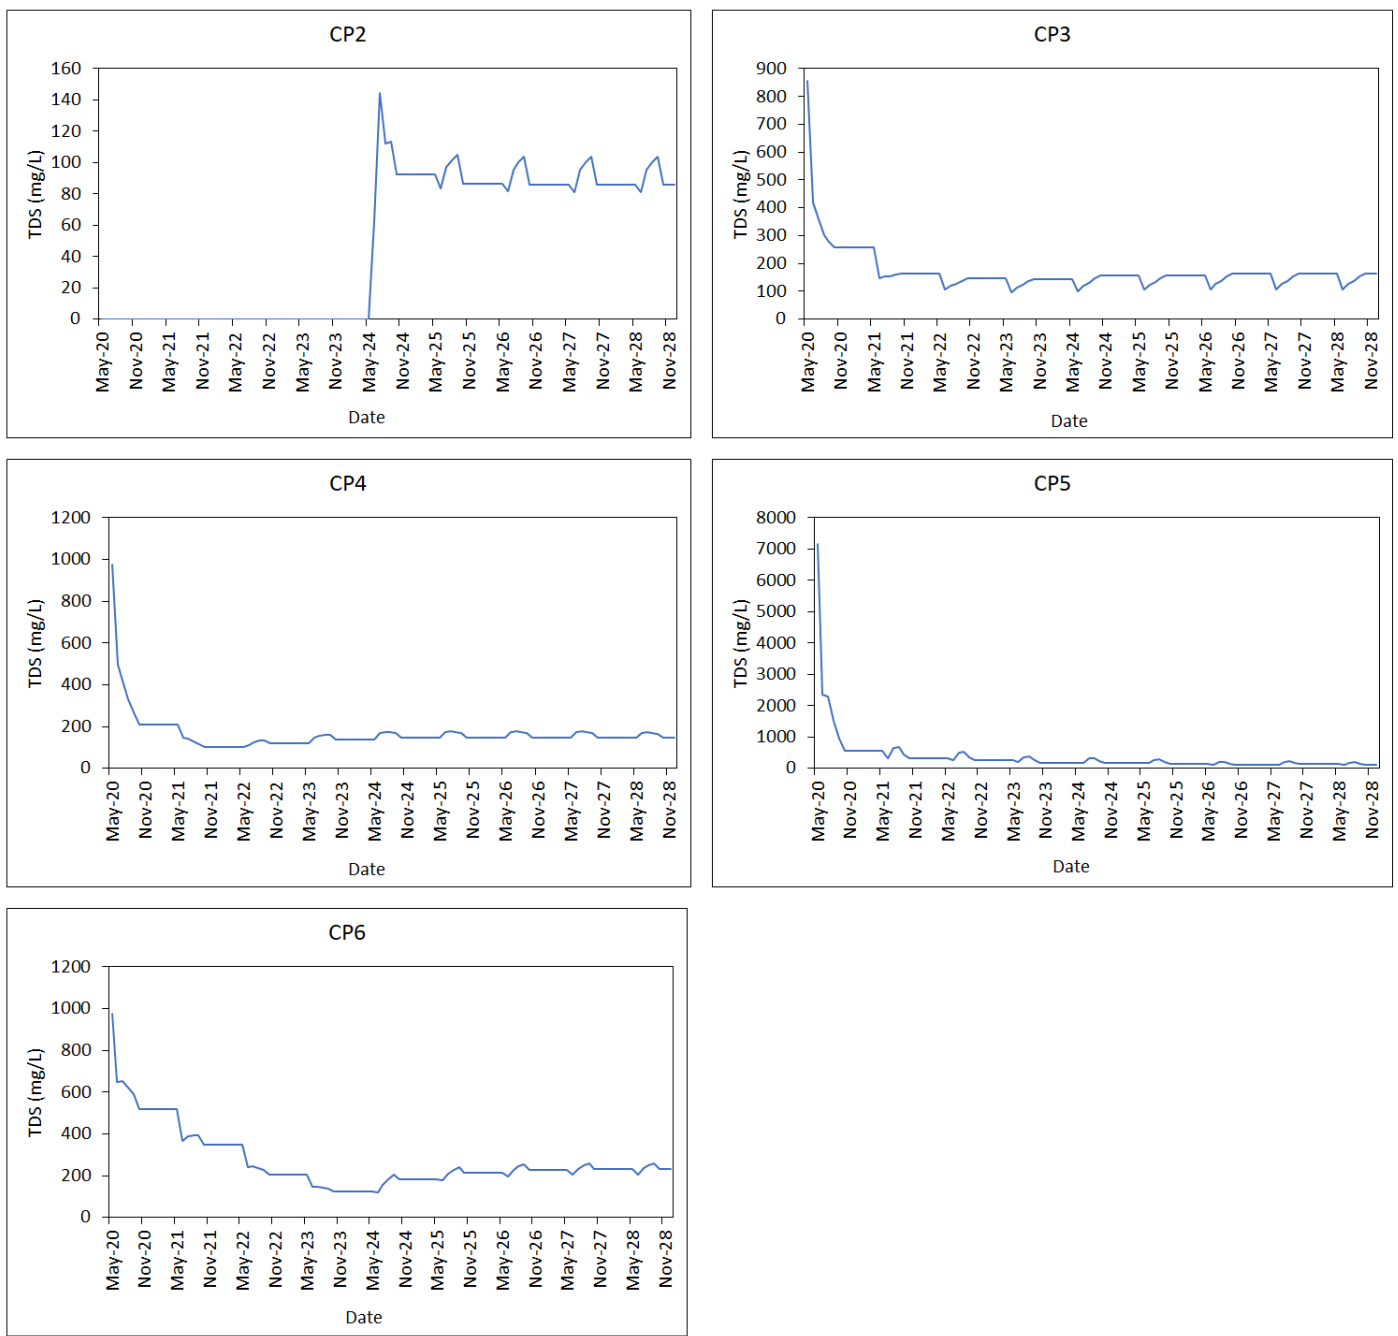 CP2
160
140
120
100
80
60
40
20
0
TDS (mg/L)
May-20
Nov-20
May-21
Nov-21
May-22
Nov-22
May-23
Nov-23
May-24
Nov-24
May-25
Nov-25
May-26
Nov-26
May-27
Nov-27
May-28
Nov-28
Date
CP3
900
800
700
600
500
400
300
200
100
0
TDS (mg/L)
May-20
Nov-20
May-21
Nov-21
May-22
Nov-22
May-23
Nov-23
May-24
Nov-24
May-25
Nov-25
May-26
Nov-26
May-27
Nov-27
May-28
Nov-28
Date
CP4
1200
1000
800
600
400
200
0
TDS (mg/L)
May-20
Nov-20
May-21
Nov-21
May-22
Nov-22
May-23
Nov-23
May-24
Nov-24
May-25
Nov-25
May-26
Nov-26
May-27
Nov-27
May-28
Nov-28
Date
CP5
8000
7000
6000
5000
4000
3000
2000
1000
0
TDS (mg/L)
May-20
Nov-20
May-21
Nov-21
May-22
Nov-22
May-23
Nov-23
May-24
Nov-24
May-25
Nov-25
May-26
Nov-26
May-27
Nov-27
May-28
Nov-28
Date
CP6
1200
1000
800
600
400
200
0
TDS (mg/L)
May-20
Nov-20
May-21
Nov-21
May-22
Nov-22
May-23
Nov-23
May-24
Nov-24
May-25
Nov-25
May-26
Nov-26
May-27
Nov-27
May-28
Nov-28
Date